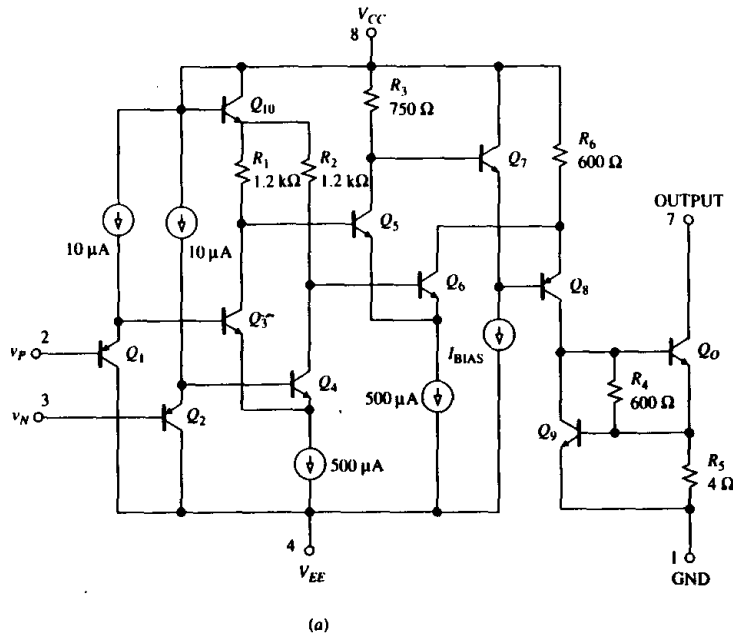 V_CC
8
Q_10
R_3
750 Ω
R_1
1.2 kΩ
R_2
1.2 kΩ
Q_7
R_6
600 Ω
OUTPUT
7
10 μA
10 μA
Q_5
Q_6
Q_8
2
v_P
Q_1
Q_3
I_BIAS
Q_O
3
v_N
Q_2
Q_4
500 μA
R_4
600 Ω
Q_9
500 μA
R_5
4 Ω
4
V_EE
1
GND
(a)